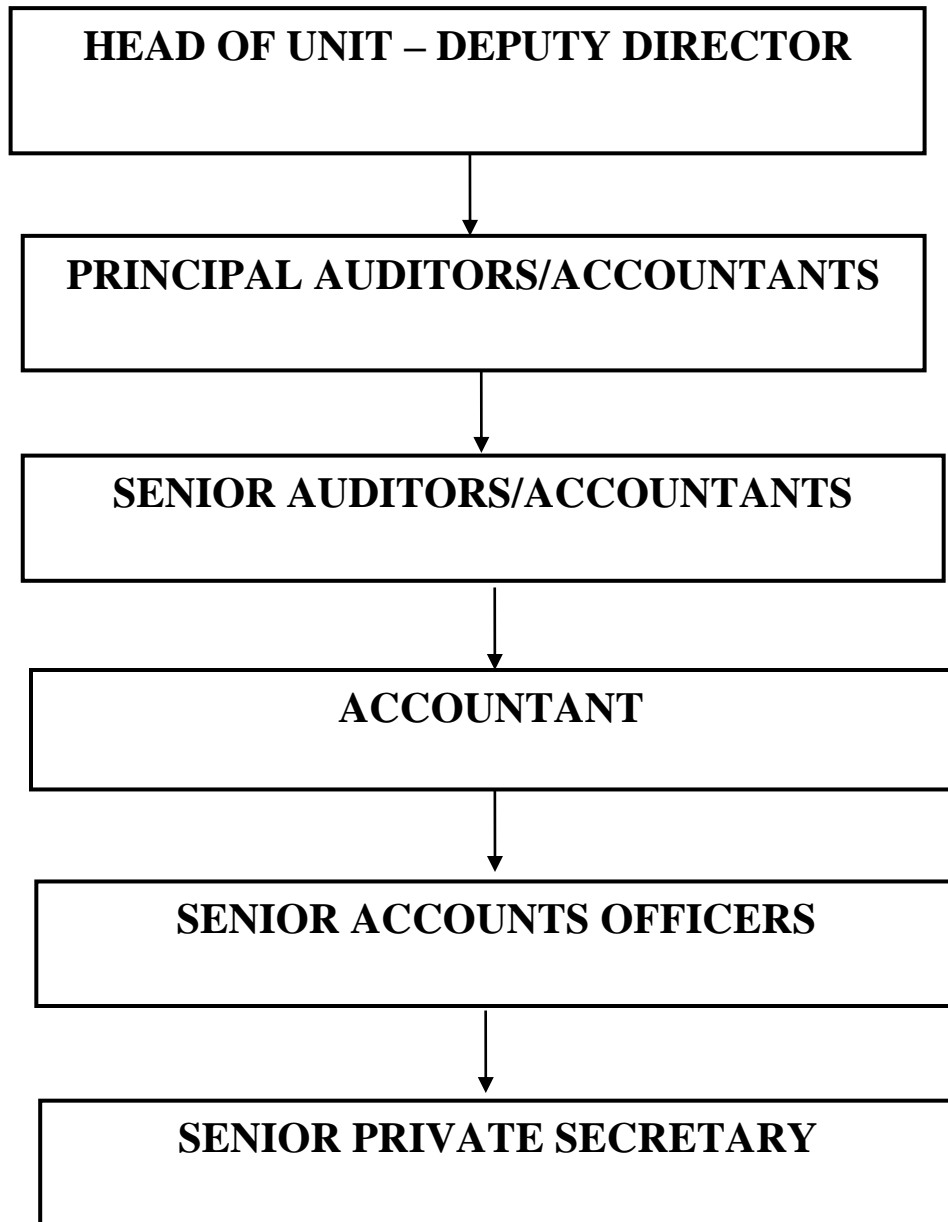 HEAD OF UNIT – DEPUTY DIRECTOR
PRINCIPAL AUDITORS/ACCOUNTANTS
SENIOR AUDITORS/ACCOUNTANTS
ACCOUNTANT
SENIOR ACCOUNTS OFFICERS
SENIOR PRIVATE SECRETARY